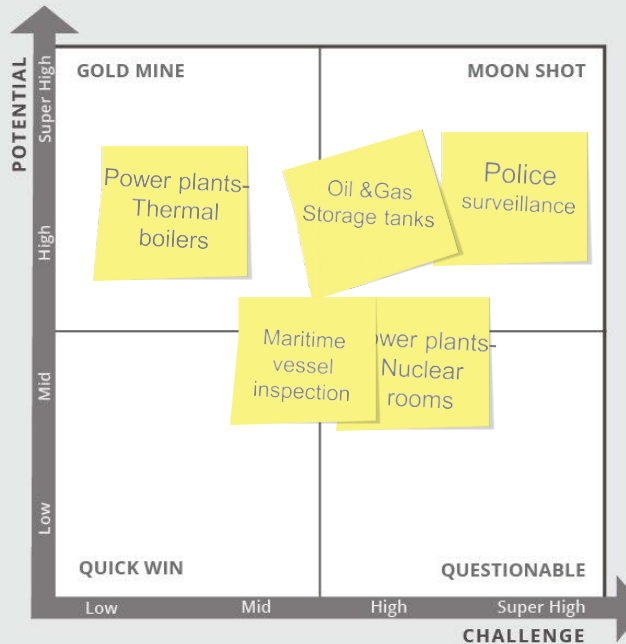 POTENTIAL
Super High
High
Mid
Low
GOLD MINE
MOON SHOT
Power plants-
Thermal
boilers
Oil &Gas
Storage tanks
Police
surveillance
Maritime
vessel
inspection
ower plants-
Nuclear
rooms
QUICK WIN
QUESTIONABLE
Low
Mid
High
Super High
CHALLENGE